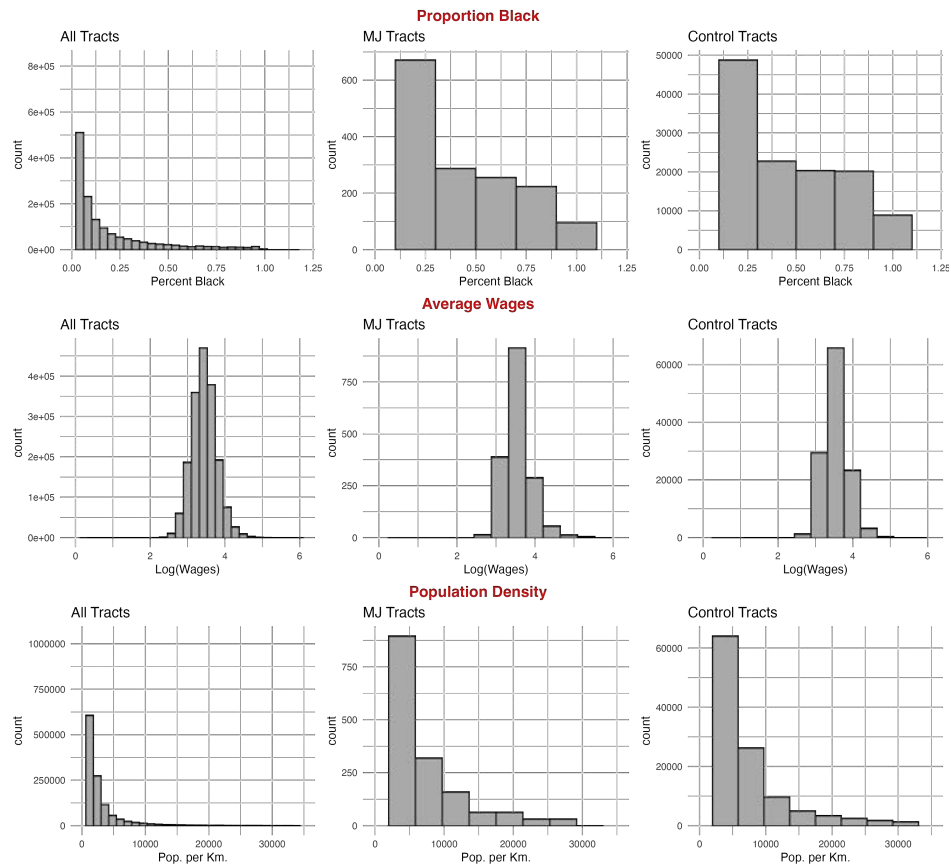 Proportion Black
All Tracts
MJ Tracts
Control Tracts
8e+05
6e+05
4e+05
2e+05
0e+00
count
0.00 0.25 0.50 0.75 1.00 1.25
Percent Black
600
400
200
0
count
0.00 0.25 0.50 0.75 1.00 1.25
Percent Black
50000
40000
30000
20000
10000
0
count
0.00 0.25 0.50 0.75 1.00 1.25
Percent Black
Average Wages
All Tracts
MJ Tracts
Control Tracts
4e+05
3e+05
2e+05
1e+05
0e+00
count
0 2 4 6
Log(Wages)
750
500
250
0
count
0 2 4 6
Log(Wages)
60000
40000
20000
0
count
0 2 4 6
Log(Wages)
Population Density
All Tracts
MJ Tracts
Control Tracts
1000000
750000
500000
250000
0
count
0 10000 20000 30000
Pop. per Km.
750
500
250
0
count
0 10000 20000 30000
Pop. per Km.
60000
40000
20000
0
count
0 10000 20000 30000
Pop. per Km.